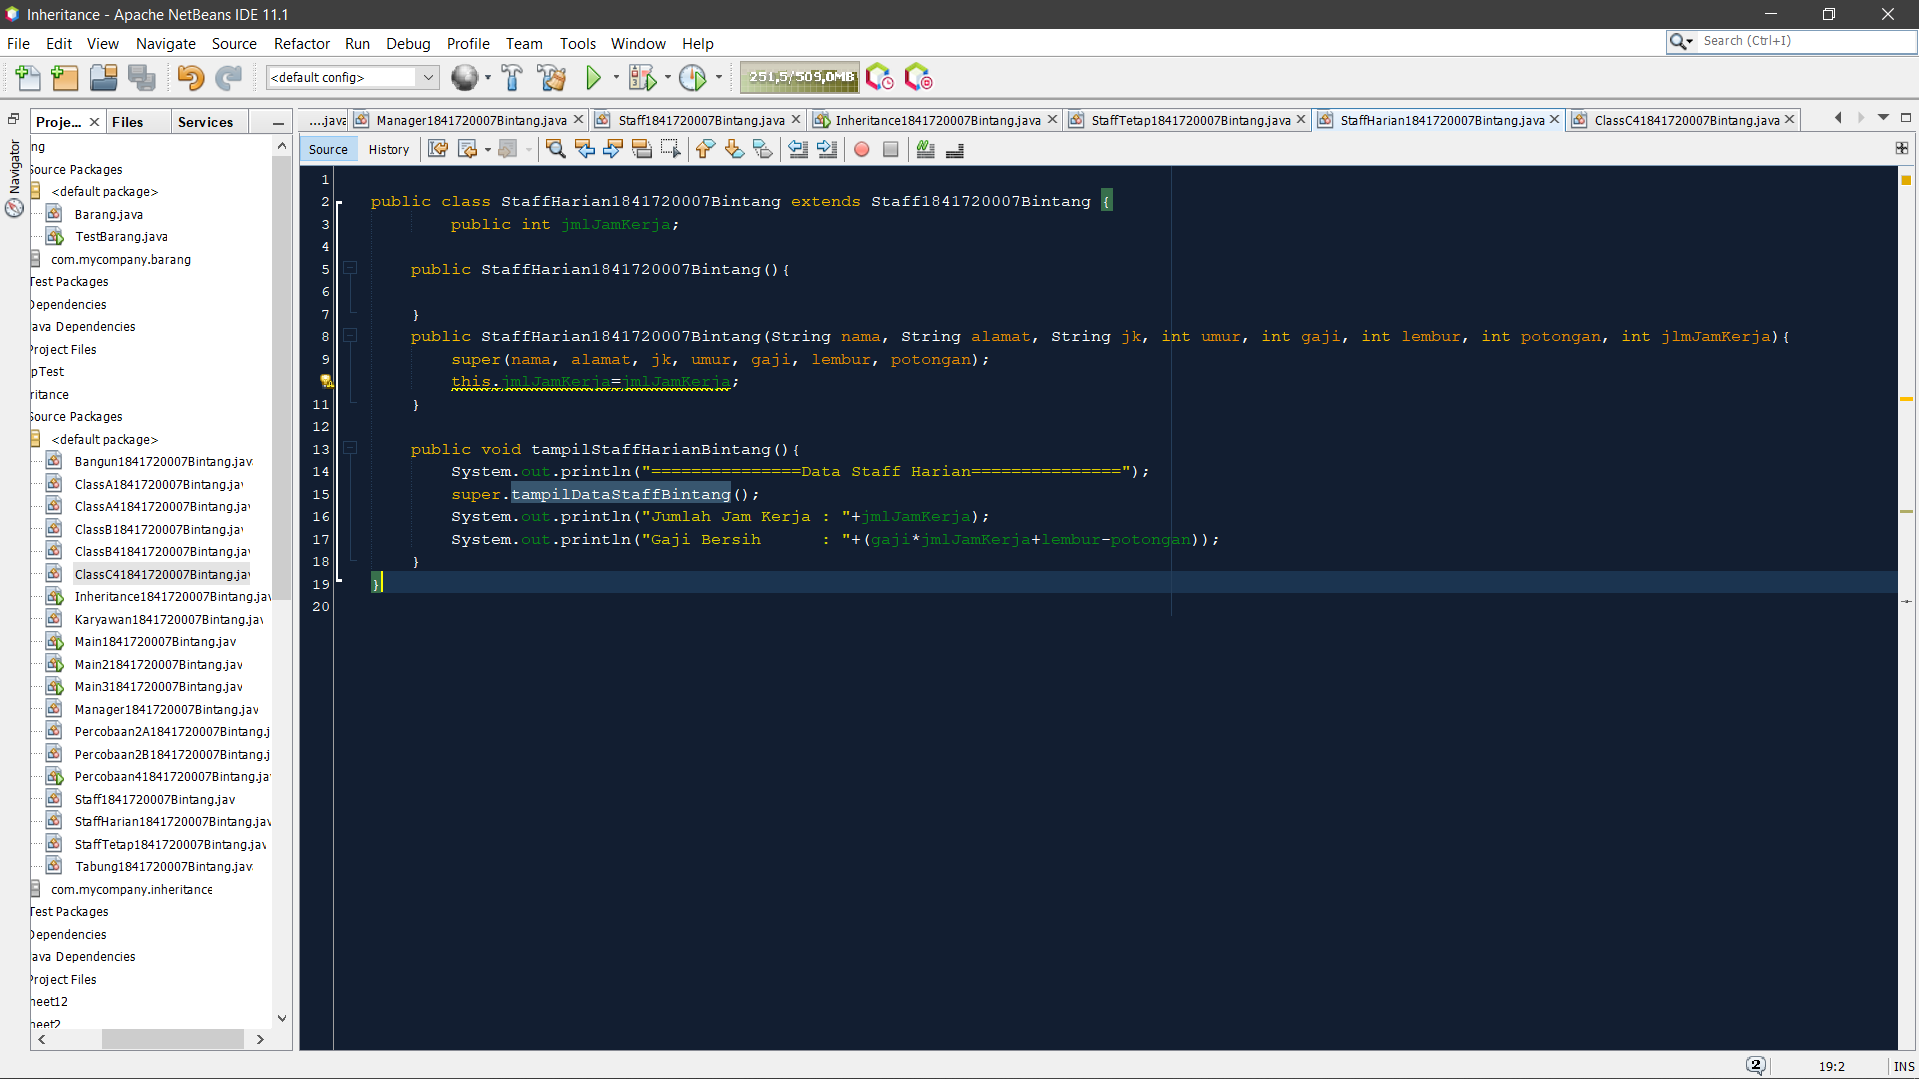 Inheritance - Apache NetBeans IDE 11.1
File Edit View Navigate Source Refactor Run Debug Profile Team Tools Window Help
Search (Ctrl+I)
<default config>
251,5/509,0MB
Proje... Files Services
Navigator
....java Manager1841720007Bintang.java Staff1841720007Bintang.java Inheritance1841720007Bintang.java StaffTetap1841720007Bintang.java StaffHarian1841720007Bintang.java ClassC41841720007Bintang.java
Source History
ng
Source Packages
<default package>
Barang.java
TestBarang.java
com.mycompany.barang
Test Packages
Dependencies
ava Dependencies
Project Files
pTest
ritance
Source Packages
<default package>
Bangun1841720007Bintang.jav
ClassA1841720007Bintang.jav
ClassA41841720007Bintang.jav
ClassB1841720007Bintang.jav
ClassB41841720007Bintang.jav
ClassC41841720007Bintang.jav
Inheritance1841720007Bintang.jav
Karyawan1841720007Bintang.jav
Main1841720007Bintang.jav
Main21841720007Bintang.jav
Main31841720007Bintang.jav
Manager1841720007Bintang.jav
Percobaan2A1841720007Bintang.j
Percobaan2B1841720007Bintang.j
Percobaan41841720007Bintang.jav
Staff1841720007Bintang.jav
StaffHarian1841720007Bintang.jav
StaffTetap1841720007Bintang.jav
Tabung1841720007Bintang.jav
com.mycompany.inheritance
Test Packages
Dependencies
ava Dependencies
Project Files
heet12
heet2
1
2 public class StaffHarian1841720007Bintang extends Staff1841720007Bintang {
3 public int jmlJamKerja;
4
5 public StaffHarian1841720007Bintang(){
6
7 }
8 public StaffHarian1841720007Bintang(String nama, String alamat, String jk, int umur, int gaji, int lembur, int potongan, int jlmJamKerja){
9 super(nama, alamat, jk, umur, gaji, lembur, potongan);
this.jmlJamKerja=jmlJamKerja;
11 }
12
13 public void tampilStaffHarianBintang(){
14 System.out.println("===============Data Staff Harian===============");
15 super.tampilDataStaffBintang();
16 System.out.println("Jumlah Jam Kerja : "+jmlJamKerja);
17 System.out.println("Gaji Bersih      : "+(gaji*jmlJamKerja+lembur-potongan));
18 }
19 }
20
2
19:2
INS